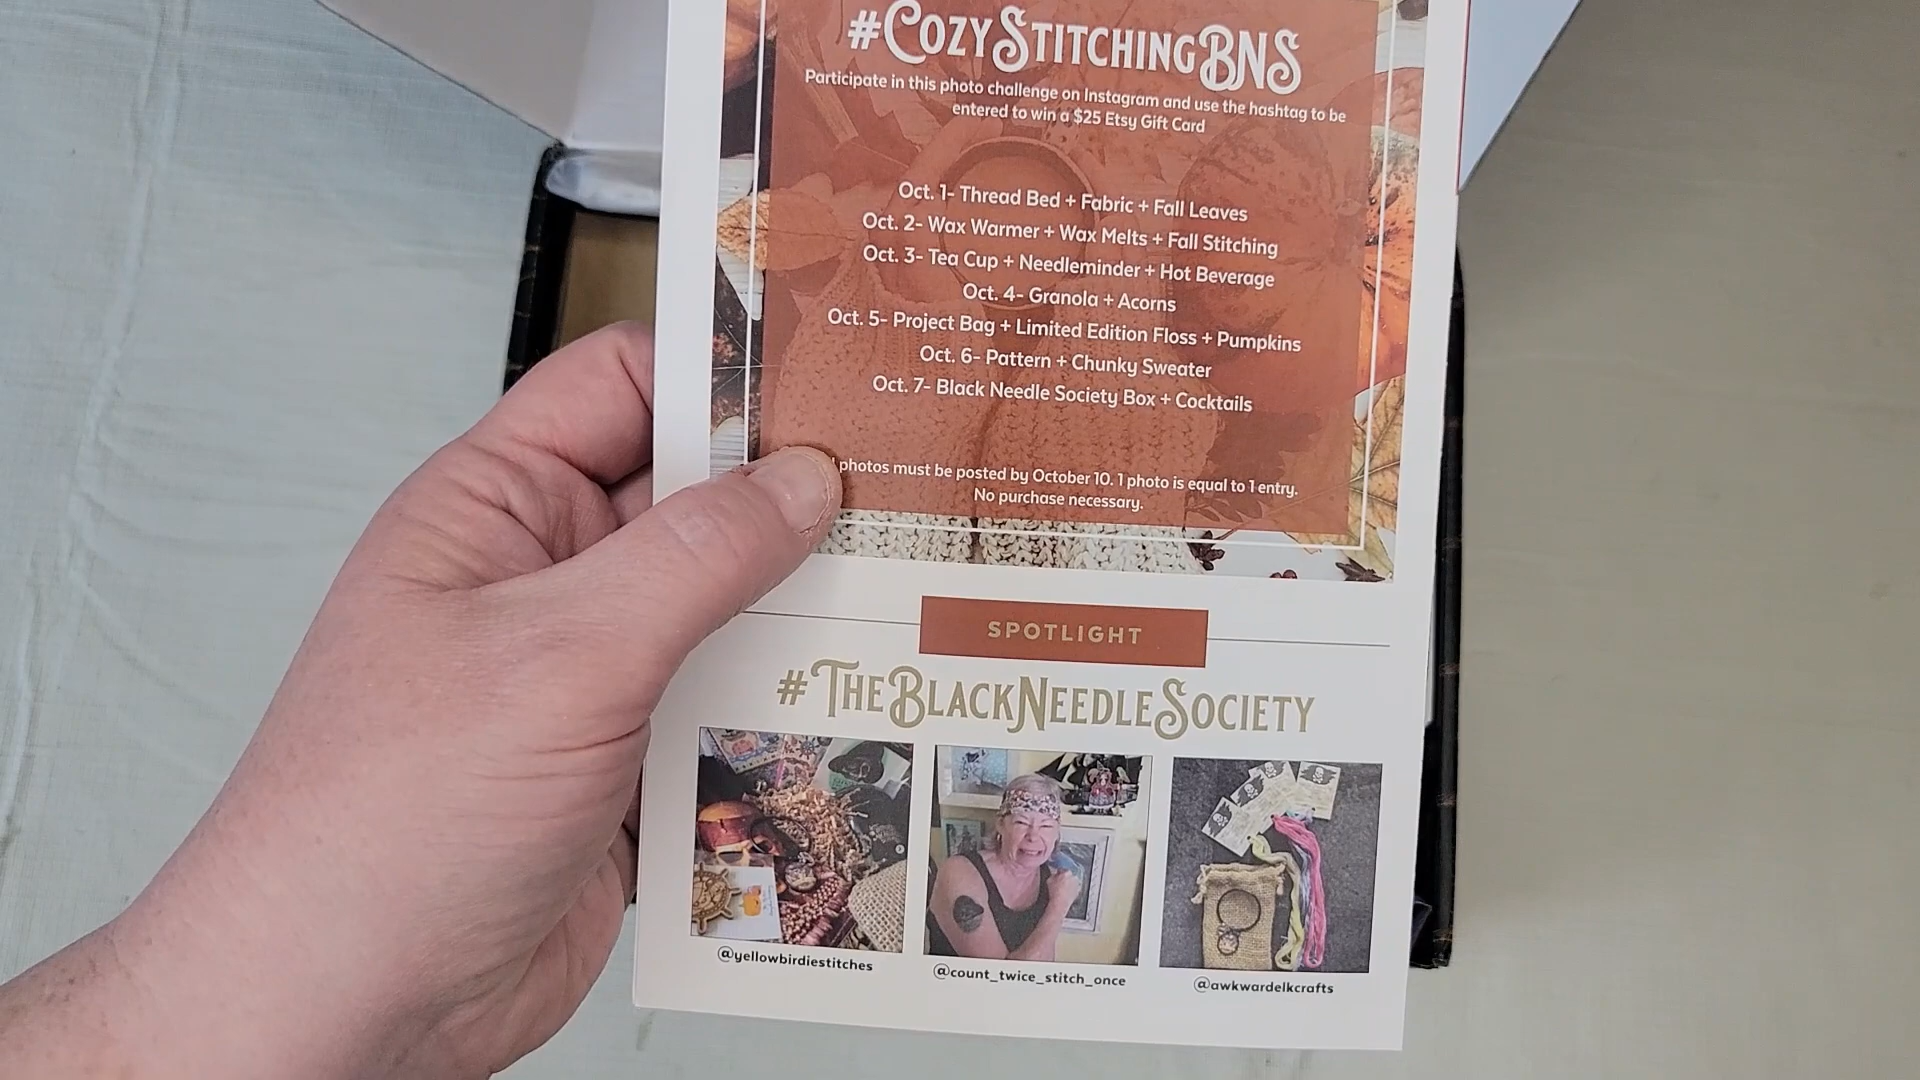 #CozyStitchingBNS
Participate in this photo challenge on Instagram and use the hashtag to be
entered to win a $25 Etsy Gift Card
Oct. 1- Thread Bed + Fabric + Fall Leaves
Oct. 2- Wax Warmer + Wax Melts + Fall Stitching
Oct. 3- Tea Cup + Needleminder + Hot Beverage
Oct. 4- Granola + Acorns
Oct. 5- Project Bag + Limited Edition Floss + Pumpkins
Oct. 6- Pattern + Chunky Sweater
Oct. 7- Black Needle Society Box + Cocktails
photos must be posted by October 10. 1 photo is equal to 1 entry.
No purchase necessary.
SPOTLIGHT
#TheBlackNeedleSociety
@yellowbirdiestitches
@count_twice_stitch_once
@awkwardelkcrafts